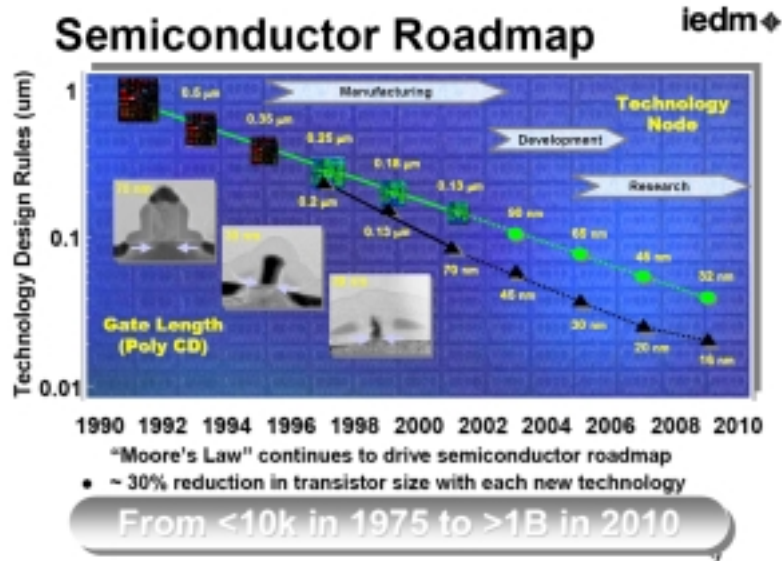 iedm
Semiconductor Roadmap
Technology Design Rules (um)
1
0.1
0.01
0.5 µm
0.35 µm
0.25 µm
0.18 µm
0.13 µm
90 nm
65 nm
45 nm
32 nm
0.2 µm
0.13 µm
70 nm
45 nm
30 nm
20 nm
Manufacturing
Development
Research
Technology
Node
70 nm
Gate Length
(Poly CD)
1990 1992 1994 1996 1998 2000 2002 2004 2006 2008 2010
“Moore's Law” continues to drive semiconductor roadmap
● ~ 30% reduction in transistor size with each new technology
From <10k in 1975 to >1B in 2010